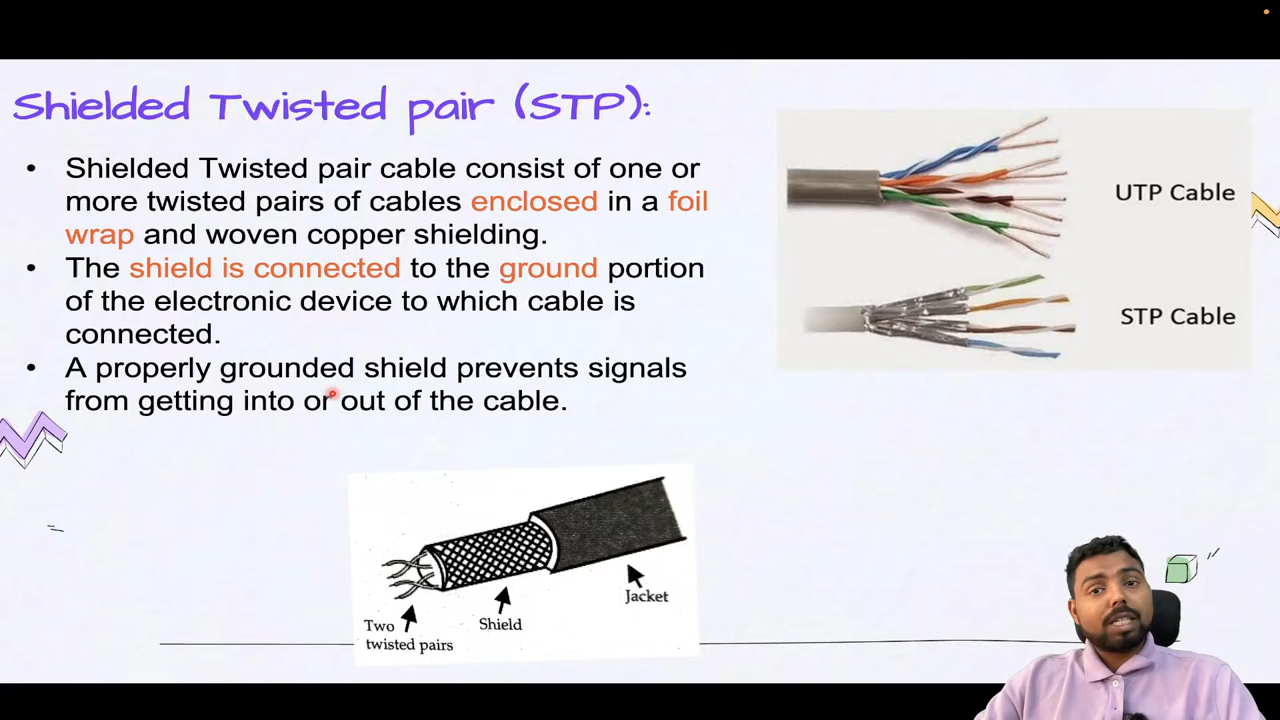 Shielded Twisted pair (STP):
• Shielded Twisted pair cable consist of one or
more twisted pairs of cables enclosed in a foil
wrap and woven copper shielding.
• The shield is connected to the ground portion
of the electronic device to which cable is
connected.
• A properly grounded shield prevents signals
from getting into or out of the cable.
UTP Cable
STP Cable
Two
twisted pairs
Shield
Jacket